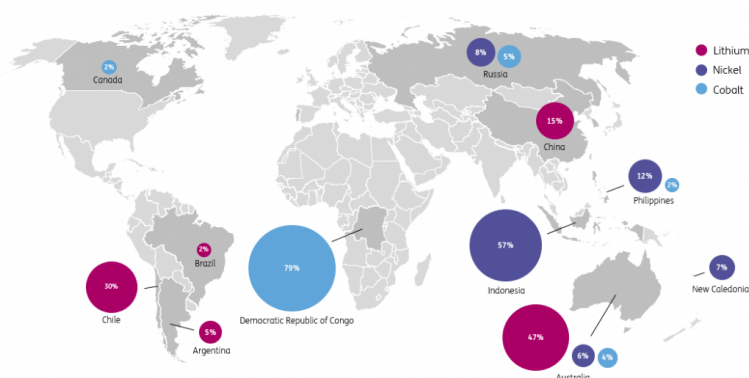 8%
5%
Russia
Lithium
Nickel
Cobalt
2%
Canada
15%
China
12%
2%
Philippines
2%
Brazil
79%
Democratic Republic of Congo
57%
Indonesia
7%
New Caledonia
30%
Chile
5%
Argentina
47%
6%
4%
Australia